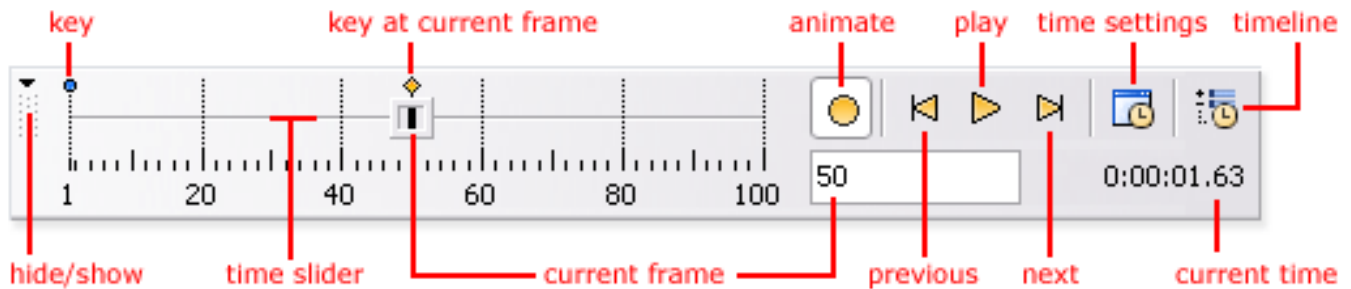 key key at current frame animate play time settings timeline
1 20 40 60 80 100 50 0:00:01.63
hide/show time slider current frame previous next current time